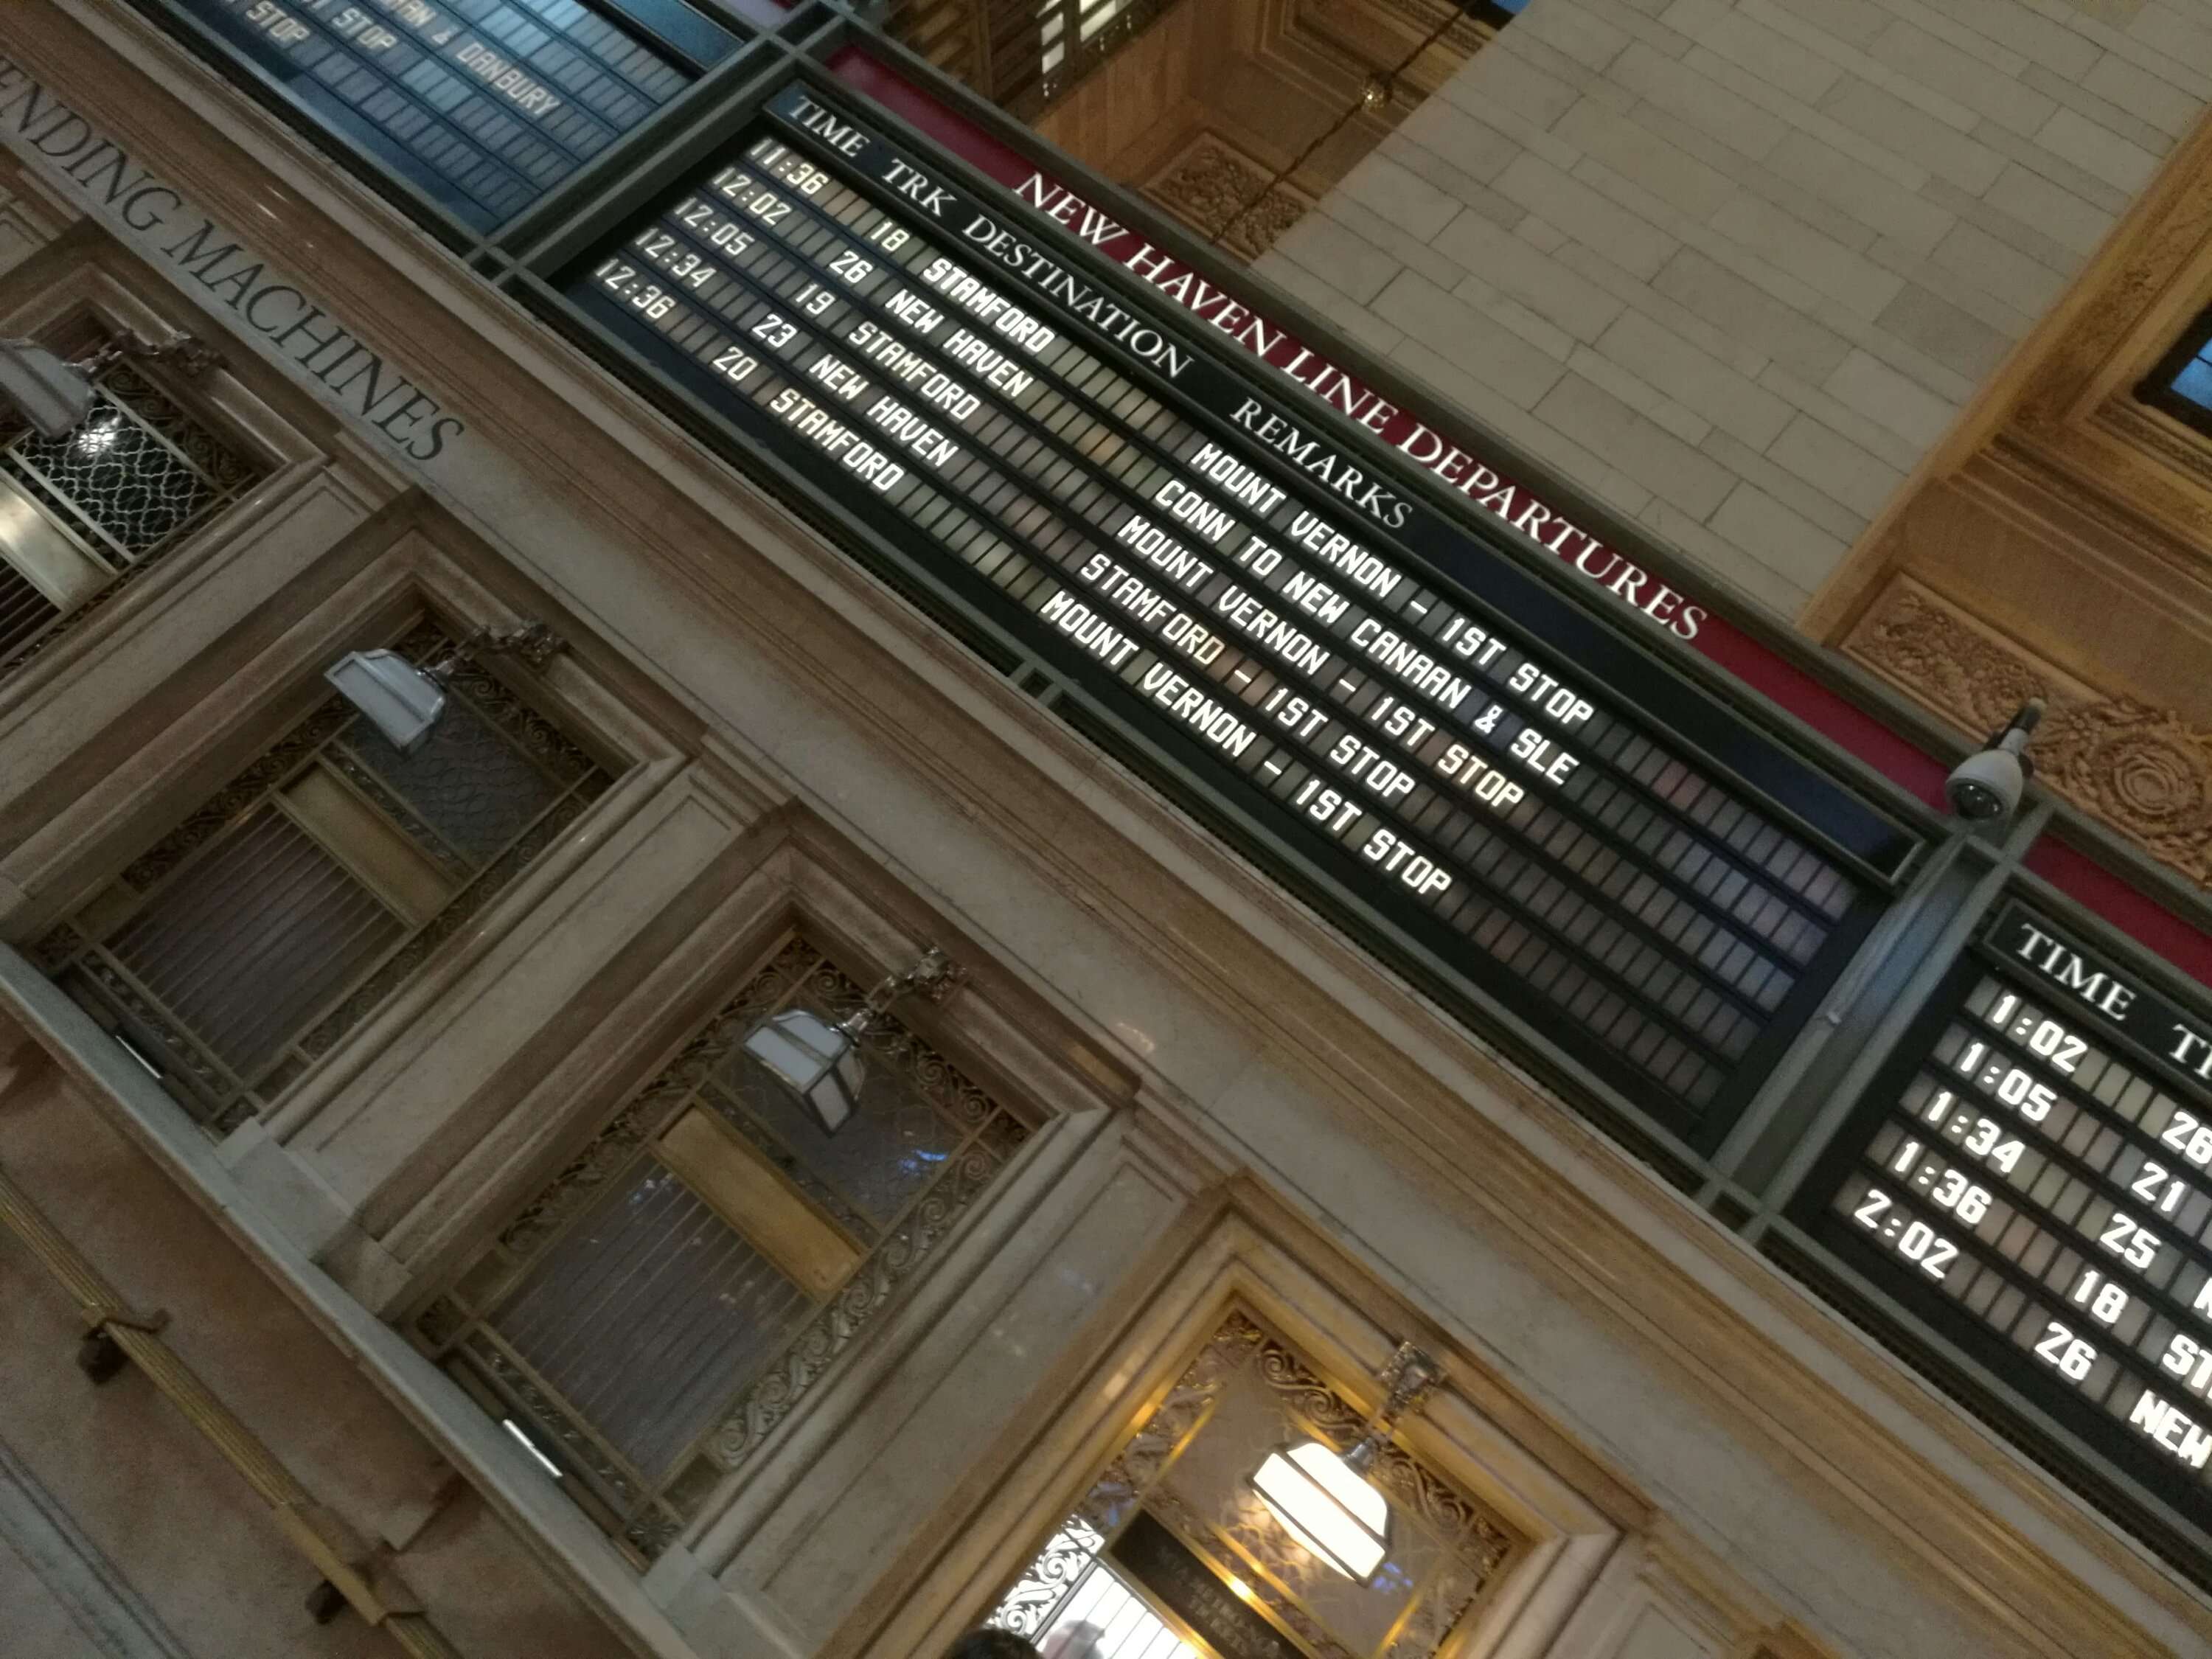 & DANBURY
1ST STOP
STOP
VENDING MACHINES
NEW HAVEN LINE DEPARTURES
TIME TRK DESTINATION REMARKS
11:36 18 STAMFORD MOUNT VERNON - 1ST STOP
12:02 26 NEW HAVEN CONN TO NEW CANAAN & SLE
12:05 19 STAMFORD MOUNT VERNON - 1ST STOP
12:34 23 NEW HAVEN STAMFORD - 1ST STOP
12:36 20 STAMFORD MOUNT VERNON - 1ST STOP
TIME
1:02 26
1:05 21
1:34 25
1:36 18 ST
2:02 26 NEW